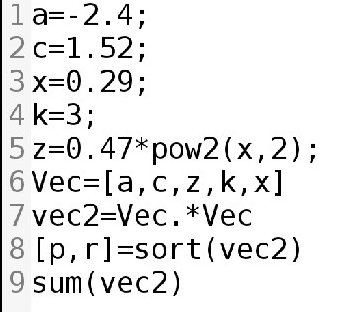 1 a=-2.4;
2 c=1.52;
3 x=0.29;
4 k=3;
5 z=0.47*pow2(x,2);
6 Vec=[a,c,z,k,x]
7 vec2=Vec.*Vec
8 [p,r]=sort(vec2)
9 sum(vec2)